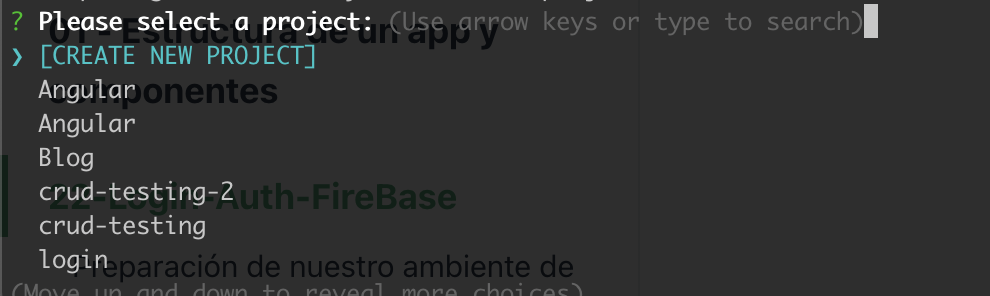 ? Please select a project: (Use arrow keys or type to search)
01 - Estructura de un app y
❯ [CREATE NEW PROJECT]
Angular
componentes
Angular
Blog
crud-testing-2
22-Login-Auth-FireBase
crud-testing
login
Preparación de nuestro ambiente de
(Move up and down to reveal more choices)